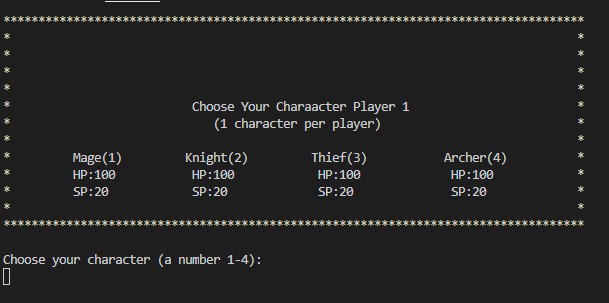 ***********************************************************************************
* *
* *
* *
* *
* Choose Your Charaacter Player 1 *
* (1 character per player) *
* *
* Mage(1) Knight(2) Thief(3) Archer(4) *
* HP:100 HP:100 HP:100 HP:100 *
* SP:20 SP:20 SP:20 SP:20 *
* *
***********************************************************************************
Choose your character (a number 1-4):